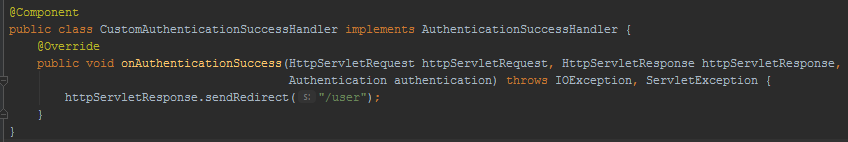 @Component
public class CustomAuthenticationSuccessHandler implements AuthenticationSuccessHandler {
    @Override
    public void onAuthenticationSuccess(HttpServletRequest httpServletRequest, HttpServletResponse httpServletResponse,
                                        Authentication authentication) throws IOException, ServletException {
        httpServletResponse.sendRedirect( s: "/user");
    }
}